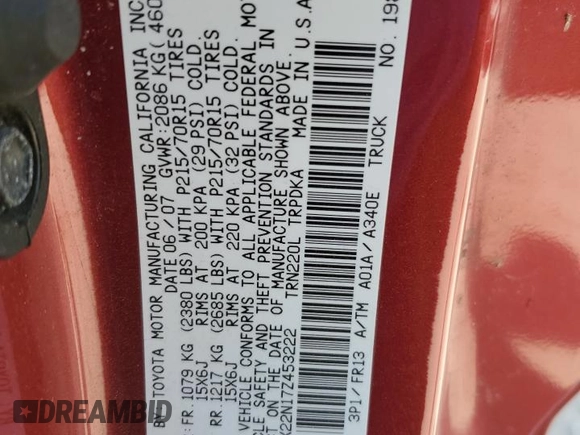 TOYOTA MOTOR MANUFACTURING CALIFORNIA INC
DATE 06/07 GVWR: 2086 KG(
FR. 1079 KG (2380 LBS) WITH P215/70R15 TIRES
15X6J RIMS AT 200 KPA (29 PSI) COLD.
RR. 1217 KG (2685 LBS) WITH P215/70R15 TIRES
15X6J RIMS AT 220 KPA (32 PSI) COLD.
VEHICLE CONFORMS TO ALL APPLICABLE FEDERAL
SAFETY AND THEFT PREVENTION STANDARDS IN
ON THE DATE OF MANUFACTURE SHOWN ABOVE.
X22N17Z453222 MADE IN U.S.A
TRN220L TRPDKA
3P1/FR13 A/TM A01A/A340E TRUCK
NO.
DREAMBID